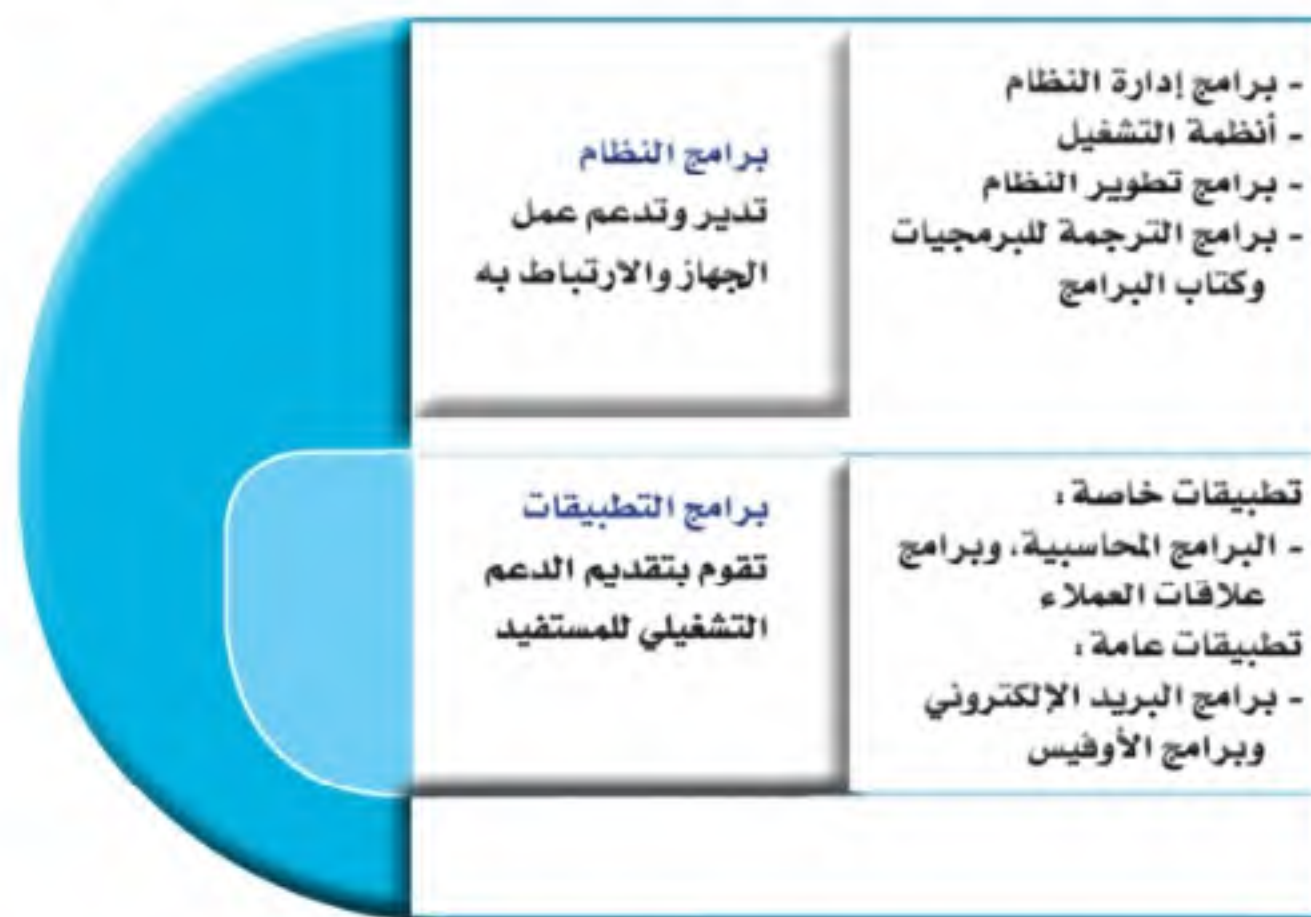 - برامج إدارة النظام
- أنظمة التشغيل
- برامج تطوير النظام
- برامج الترجمة للبرمجيات
وكتاب البرامج
برامج النظام
تدير وتدعم عمل
الجهاز والارتباط به
تطبيقات خاصة :
- البرامج المحاسبية، وبرامج
علاقات العملاء
تطبيقات عامة :
- برامج البريد الإلكتروني
وبرامج الأوفيس
برامج التطبيقات
تقوم بتقديم الدعم
التشغيلي للمستفيد